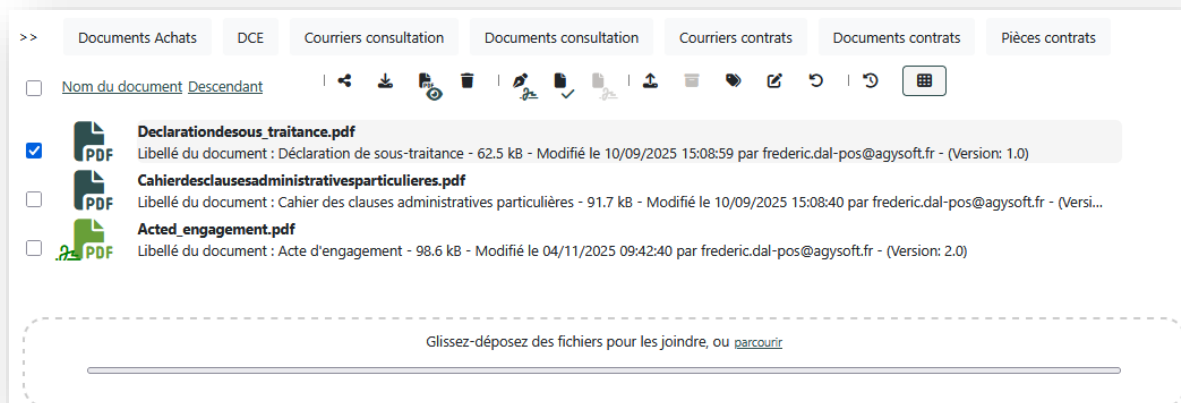 >> Documents Achats DCE Courriers consultation Documents consultation Courriers contrats Documents contrats Pièces contrats
Nom du document Descendant
Declarationdesous_traitance.pdf
PDF Libellé du document : Déclaration de sous-traitance - 62.5 kB - Modifié le 10/09/2025 15:08:59 par frederic.dal-pos@agysoft.fr - (Version: 1.0)
Cahierdesclausesadministrativesparticulieres.pdf
PDF Libellé du document : Cahier des clauses administratives particulières - 91.7 kB - Modifié le 10/09/2025 15:08:40 par frederic.dal-pos@agysoft.fr - (Versi...
Acted_engagement.pdf
PDF Libellé du document : Acte d'engagement - 98.6 kB - Modifié le 04/11/2025 09:42:40 par frederic.dal-pos@agysoft.fr - (Version: 2.0)
Glissez-déposez des fichiers pour les joindre, ou parcourir